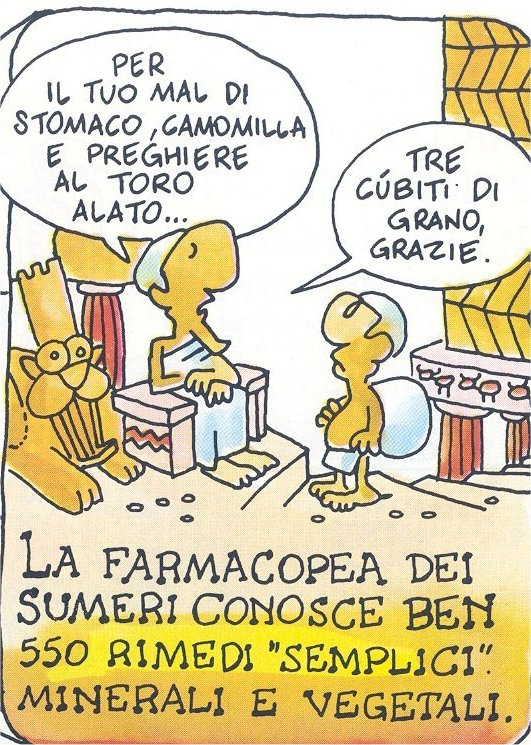 PER
IL TUO MAL DI
STOMACO, CAMOMILLA
E PREGHIERE
AL TORO
ALATO...
TRE
CÚBITI DI
GRANO,
GRAZIE.
LA FARMACOPEA DEI
SUMERI CONOSCE BEN
550 RIMEDI "SEMPLICI".
MINERALI E VEGETALI.